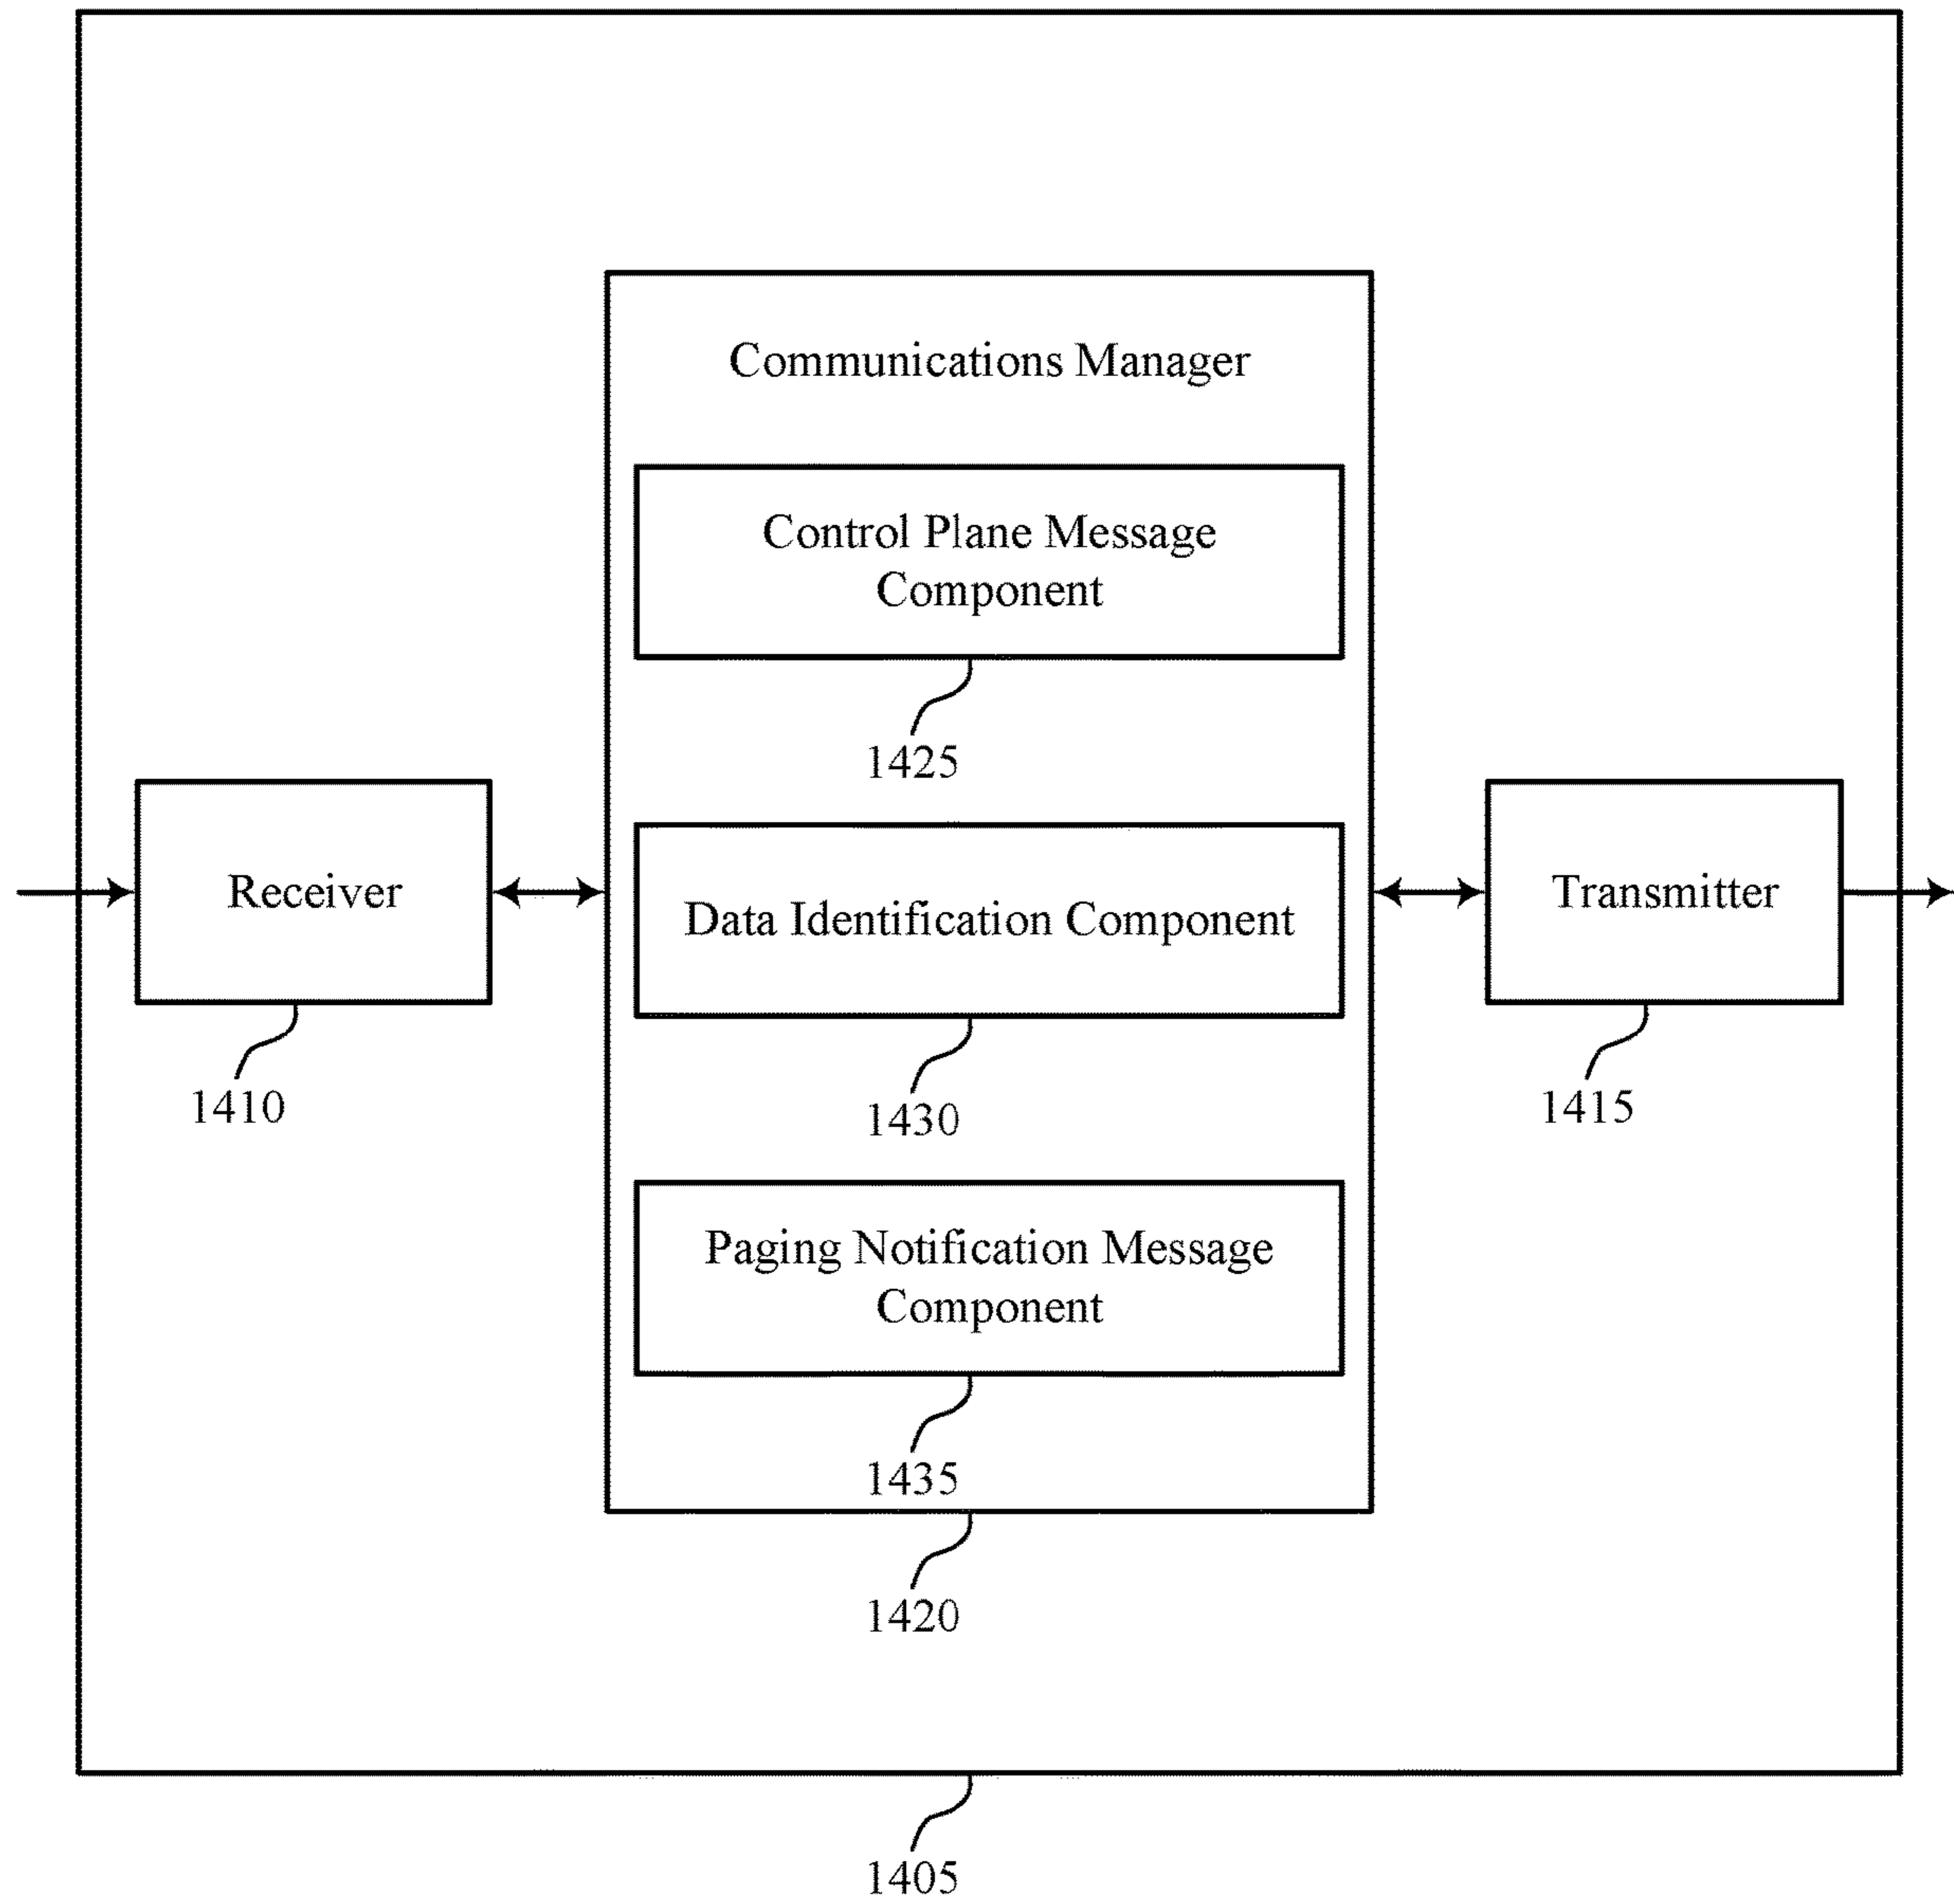 Communications Manager
Control Plane Message
Component
1425
Receiver
1410
Data Identification Component
1430
Transmitter
1415
Paging Notification Message
Component
1435
1420
1405